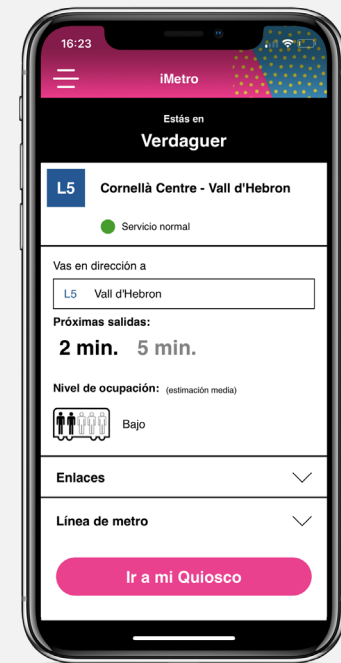 16:23
iMetro
Estás en
Verdaguer
L5 Cornellà Centre - Vall d'Hebron
Servicio normal
Vas en dirección a
L5 Vall d'Hebron
Próximas salidas:
2 min. 5 min.
Nivel de ocupación: (estimación media)
Bajo
Enlaces
Línea de metro
Ir a mi Quiosco